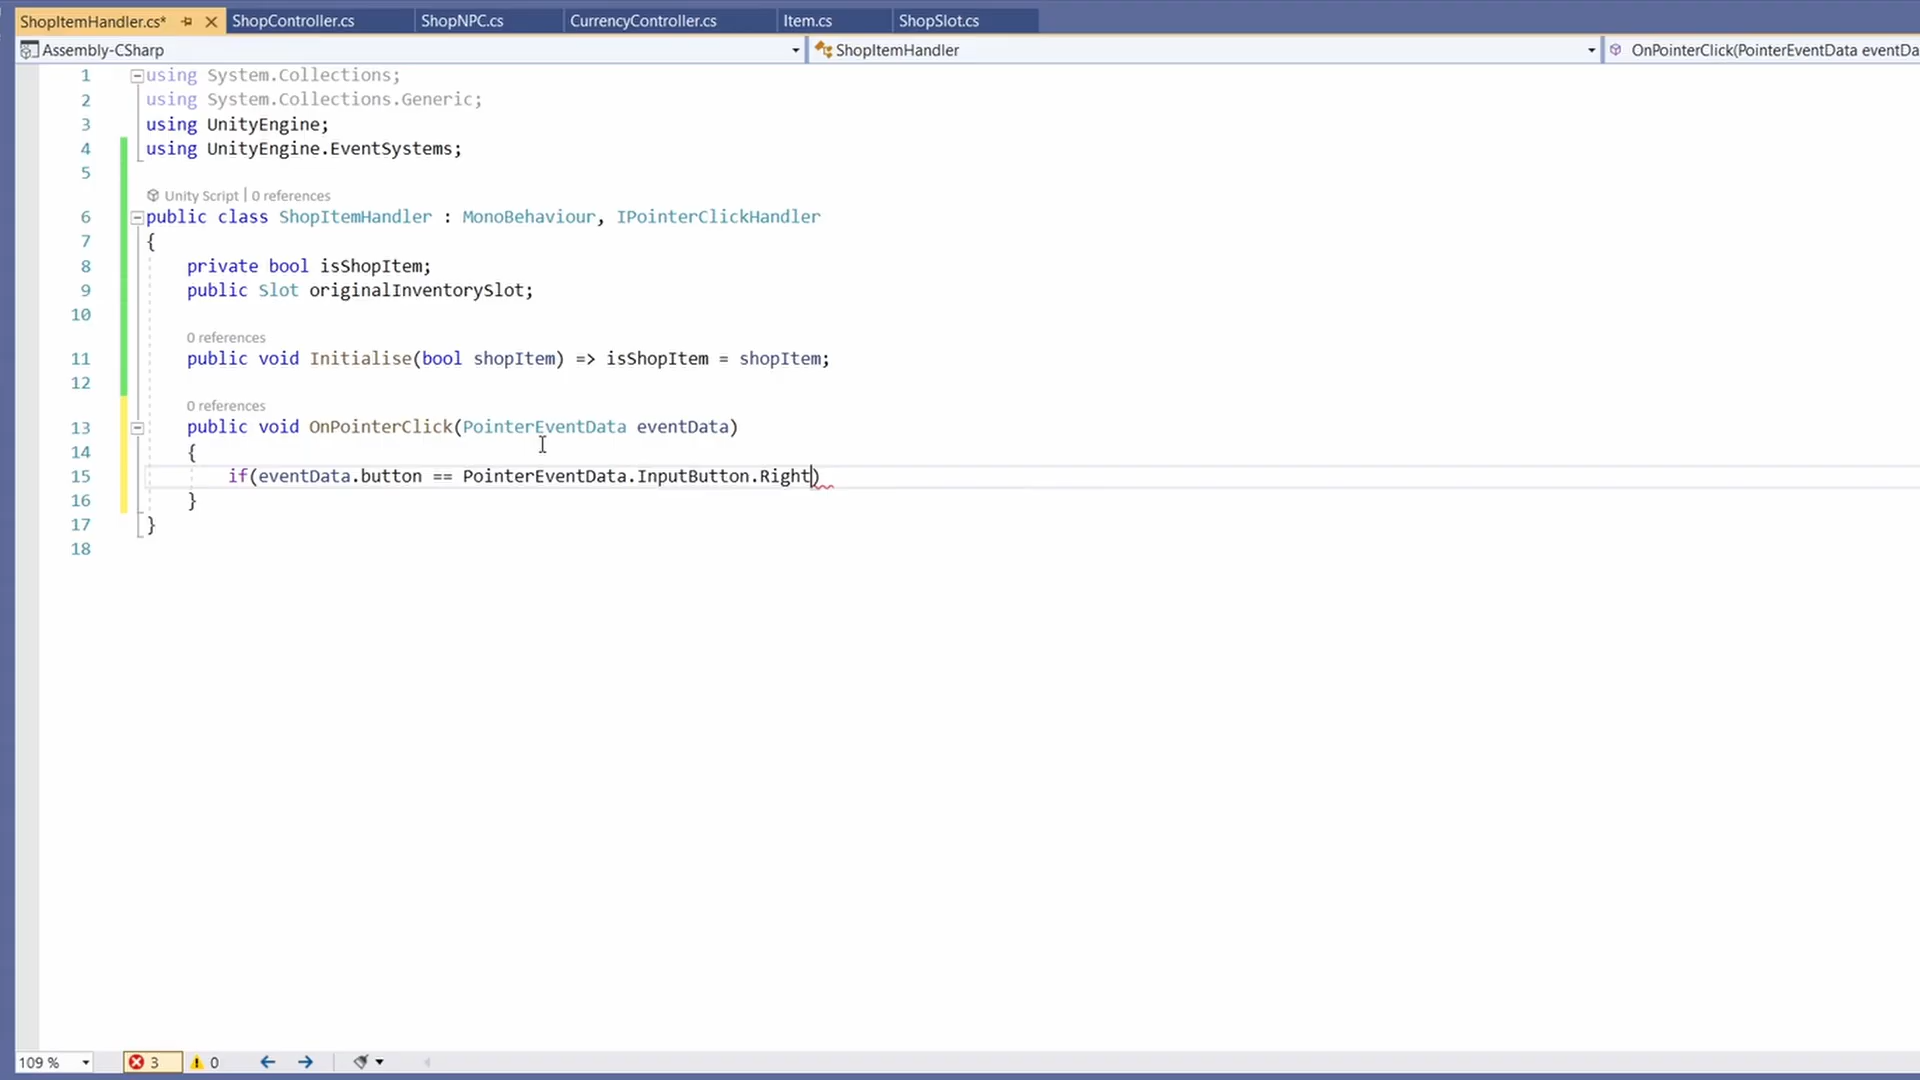 ShopItemHandler.cs* ShopController.cs ShopNPC.cs CurrencyController.cs Item.cs ShopSlot.cs
Assembly-CSharp ShopItemHandler OnPointerClick(PointerEventData eventDa
1 using System.Collections;
2 using System.Collections.Generic;
3 using UnityEngine;
4 using UnityEngine.EventSystems;
5
Unity Script | 0 references
6 public class ShopItemHandler : MonoBehaviour, IPointerClickHandler
7 {
8 private bool isShopItem;
9 public Slot originalInventorySlot;
10
0 references
11 public void Initialise(bool shopItem) => isShopItem = shopItem;
12
0 references
13 public void OnPointerClick(PointerEventData eventData)
14 {
15 if(eventData.button == PointerEventData.InputButton.Right)
16 }
17 }
18
109 % 3 0